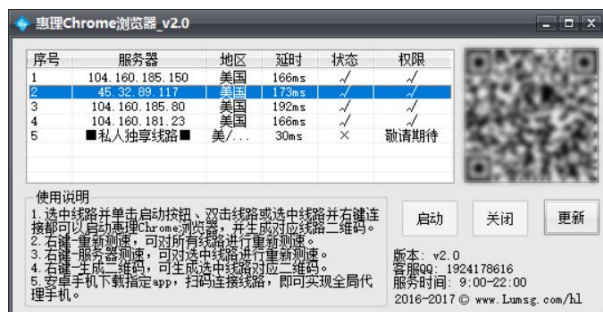 惠理Chrome浏览器_v2.0
序号 服务器 地区 延时 状态 权限
1 104.160.185.150 美国 166ms √ √
2 45.32.89.117 美国 173ms √ √
3 104.160.185.80 美国 192ms √ √
4 104.160.181.23 美国 166ms √ √
5 ■私人独享线路■ 美/... 30ms × 敬请期待
使用说明
1.选中线路并单击启动按钮、双击线路或选中线路并右键连
接都可以启动惠理Chrome浏览器，并生成对应线路二维码。
2.右键-重新测速，可对所有线路进行重新测速。
3.右键-服务器测速，可对选中线路进行重新测速。
4.右键-生成二维码，可生成选中线路对应二维码。
5.安卓手机下载指定app，扫码连接线路，即可实现全局代
理手机。
启动 关闭 更新
版本: v2.0
客服QQ: 1924178616
服务时间: 9:00-22:00
2016-2017 © www.Lumsg.com/hl